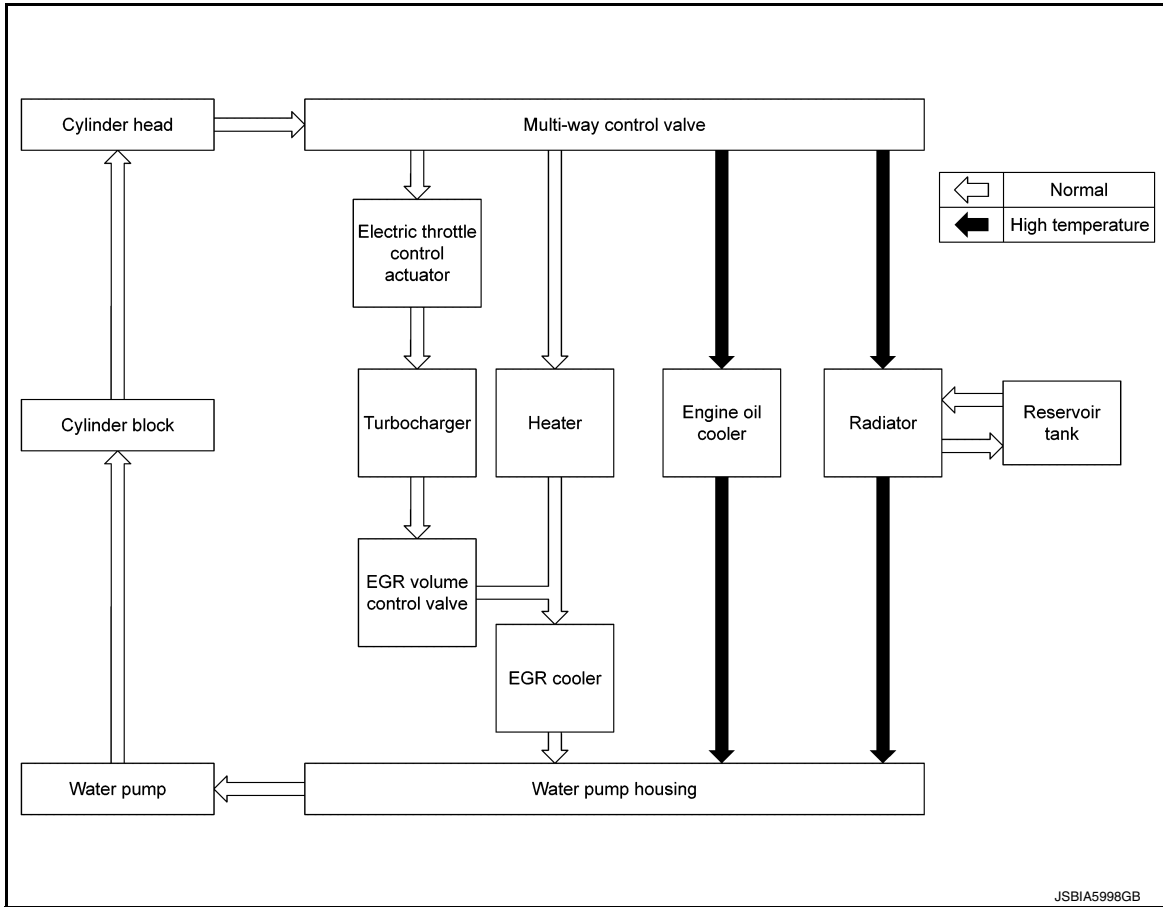 Cylinder head
Multi-way control valve
Normal
High temperature
Electric throttle
control
actuator
Cylinder block
Turbocharger
Heater
Engine oil
cooler
Radiator
Reservoir
tank
EGR volume
control valve
EGR cooler
Water pump
Water pump housing
JSBIA5998GB